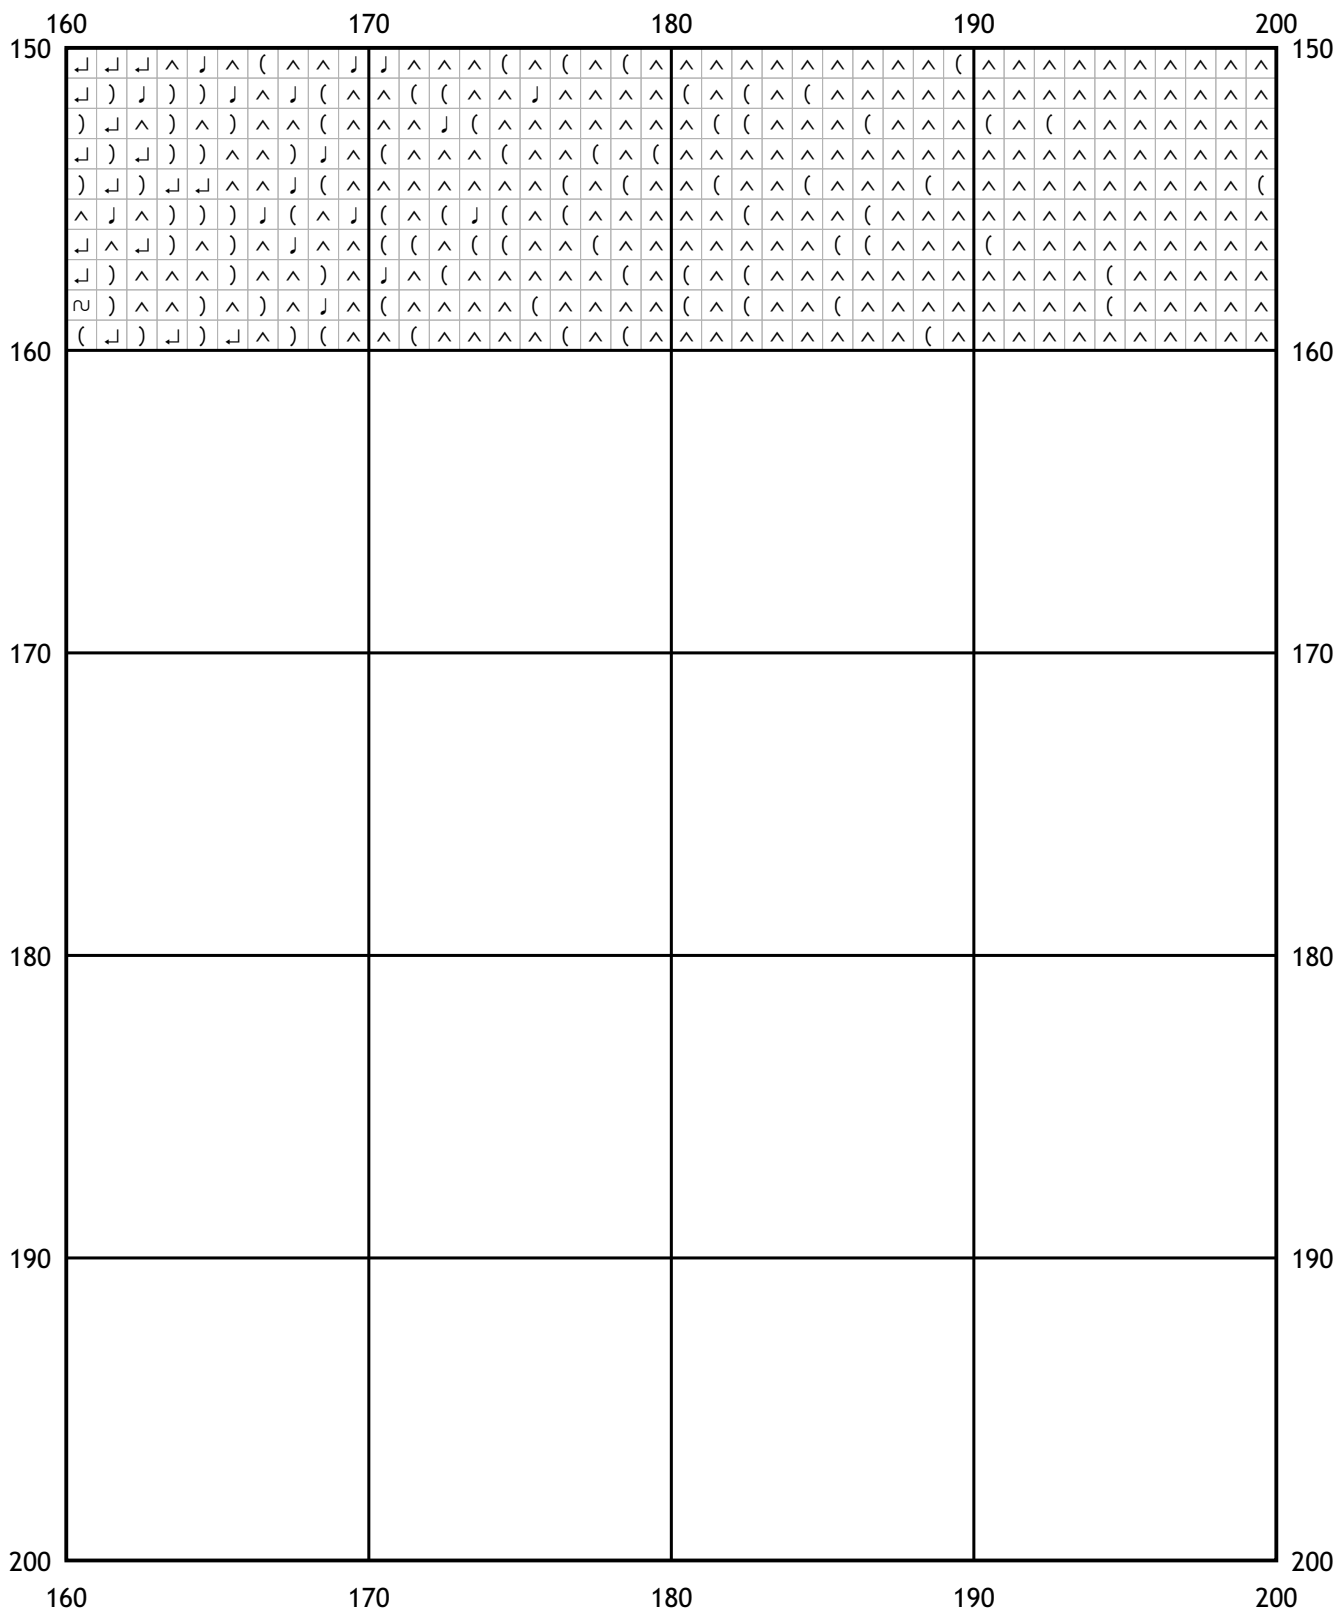 160 170 180 190 200
150 ↲ ↲ ↲ ^ ♩ ^ ( ^ ^ ♩ ♩ ^ ^ ^ ( ^ ( ^ ( ^ ^ ^ ^ ^ ^ ^ ^ ^ ^ ( ^ ^ ^ ^ ^ ^ ^ ^ ^ ^ 150
↲ ) ♩ ) ) ♩ ^ ♩ ( ^ ^ ( ( ^ ^ ♩ ^ ^ ^ ^ ( ^ ( ^ ( ^ ^ ^ ^ ^ ^ ^ ^ ^ ^ ^ ^ ^ ^ ^
) ↲ ^ ) ^ ) ^ ^ ( ^ ^ ^ ♩ ( ^ ^ ^ ^ ^ ^ ^ ( ( ^ ^ ^ ( ^ ^ ^ ( ^ ( ^ ^ ^ ^ ^ ^ ^
↲ ) ↲ ) ) ^ ^ ) ♩ ^ ( ^ ^ ^ ( ^ ^ ( ^ ( ^ ^ ^ ^ ^ ^ ^ ^ ^ ^ ^ ^ ^ ^ ^ ^ ^ ^ ^ ^
) ↲ ) ↲ ↲ ^ ^ ♩ ( ^ ^ ^ ^ ^ ^ ^ ( ^ ( ^ ^ ( ^ ^ ( ^ ^ ^ ( ^ ^ ^ ^ ^ ^ ^ ^ ^ ^ (
^ ♩ ^ ) ) ) ♩ ( ^ ♩ ( ^ ( ♩ ( ^ ( ^ ^ ^ ^ ^ ( ^ ^ ^ ( ^ ^ ^ ^ ^ ^ ^ ^ ^ ^ ^ ^ ^
↲ ^ ↲ ) ^ ) ^ ♩ ^ ^ ( ( ^ ( ( ^ ^ ( ^ ^ ^ ^ ^ ^ ^ ( ( ^ ^ ^ ( ^ ^ ^ ^ ^ ^ ^ ^ ^
↲ ) ^ ^ ^ ) ^ ^ ) ^ ♩ ^ ( ^ ^ ^ ^ ^ ( ^ ( ^ ( ^ ^ ^ ^ ^ ^ ^ ^ ^ ^ ^ ( ^ ^ ^ ^ ^
~ ) ^ ^ ) ^ ) ^ ♩ ^ ( ^ ^ ^ ^ ( ^ ^ ^ ^ ( ^ ( ^ ^ ( ^ ^ ^ ^ ^ ^ ^ ^ ( ^ ^ ^ ^ ^
( ↲ ) ↲ ) ↲ ^ ) ( ^ ^ ( ^ ^ ^ ^ ( ^ ( ^ ^ ^ ^ ^ ^ ^ ^ ^ ( ^ ^ ^ ^ ^ ^ ^ ^ ^ ^ ^
160 160
170 170
180 180
190 190
200 200
160 170 180 190 200